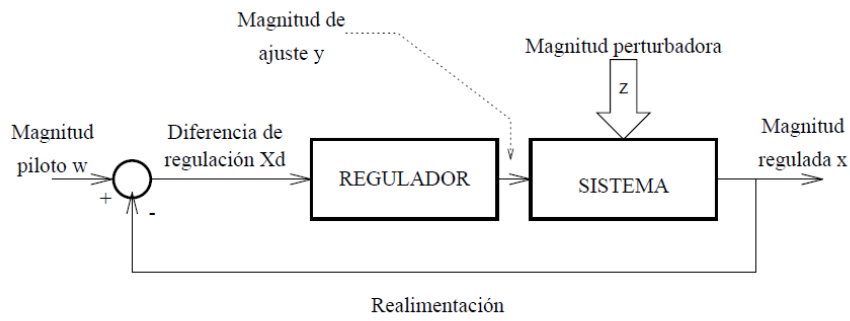 Magnitud de
ajuste y
Magnitud perturbadora
z
Magnitud
piloto w
Diferencia de
regulación Xd
Magnitud
regulada x
REGULADOR
SISTEMA
+
-
Realimentación